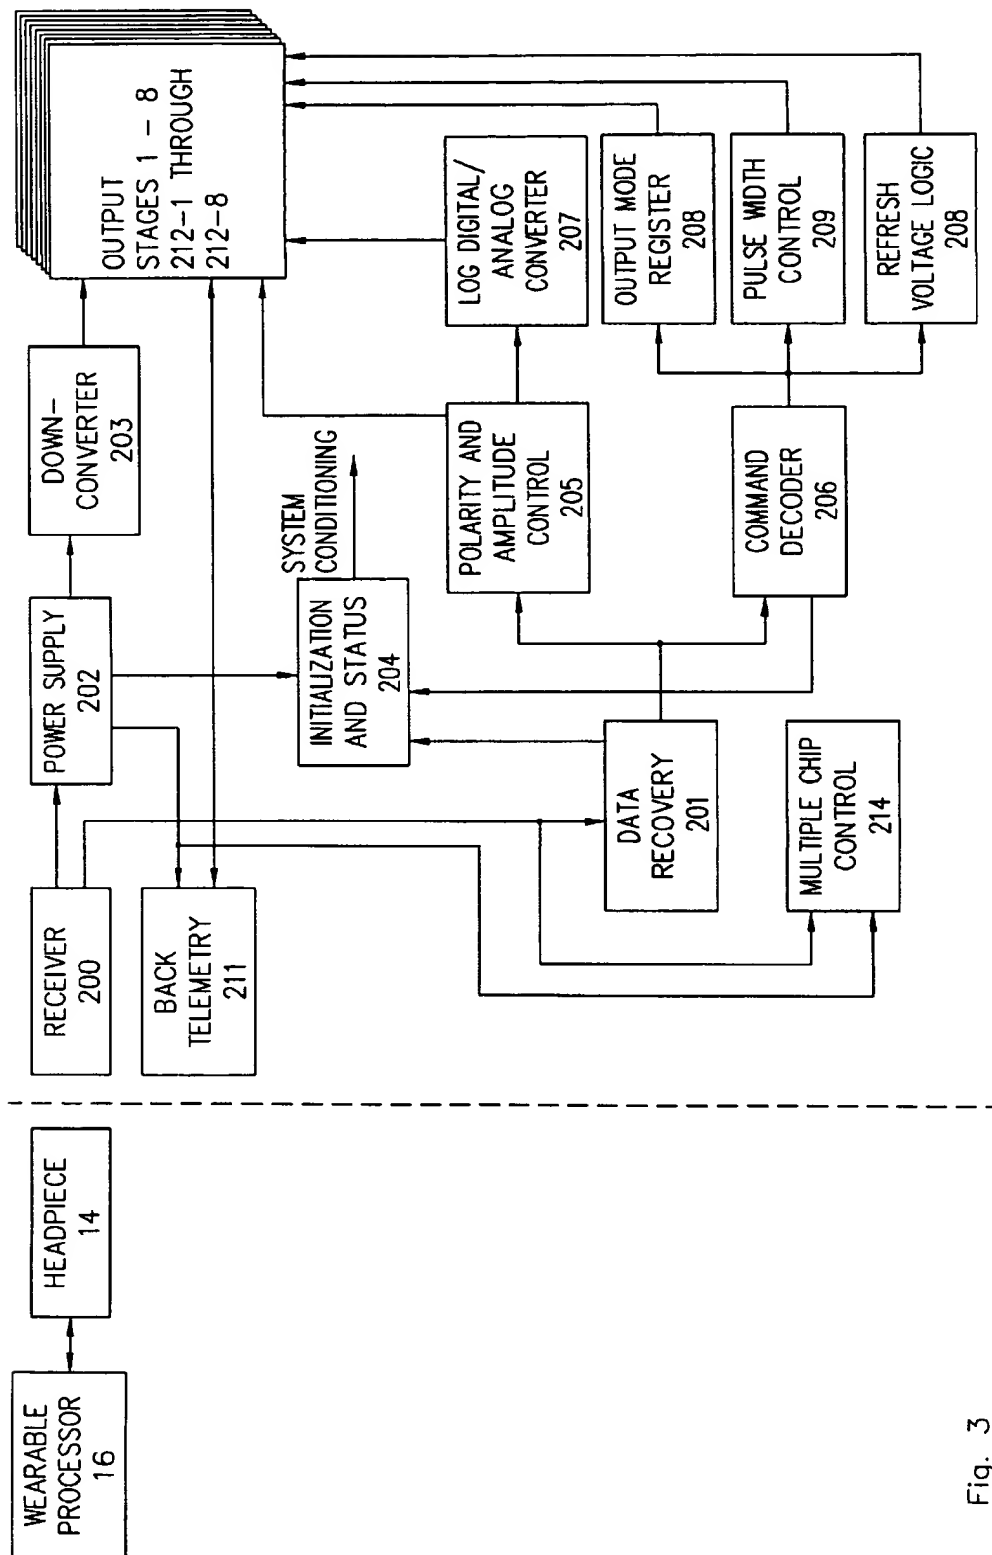 WEARABLE
PROCESSOR
16
HEADPIECE
14
RECEIVER
200
BACK
TELEMETRY
211
POWER SUPPLY
202
DOWN-
CONVERTER
203
OUTPUT
STAGES 1 - 8
212-1 THROUGH
212-8
INITIALIZATION
AND STATUS
204
SYSTEM
CONDITIONING
POLARITY AND
AMPLITUDE
CONTROL
205
LOG DIGITAL/
ANALOG
CONVERTER
207
DATA
RECOVERY
201
COMMAND
DECODER
206
OUTPUT MODE
REGISTER
208
PULSE WIDTH
CONTROL
209
REFRESH
VOLTAGE LOGIC
208
MULTIPLE CHIP
CONTROL
214
Fig. 3